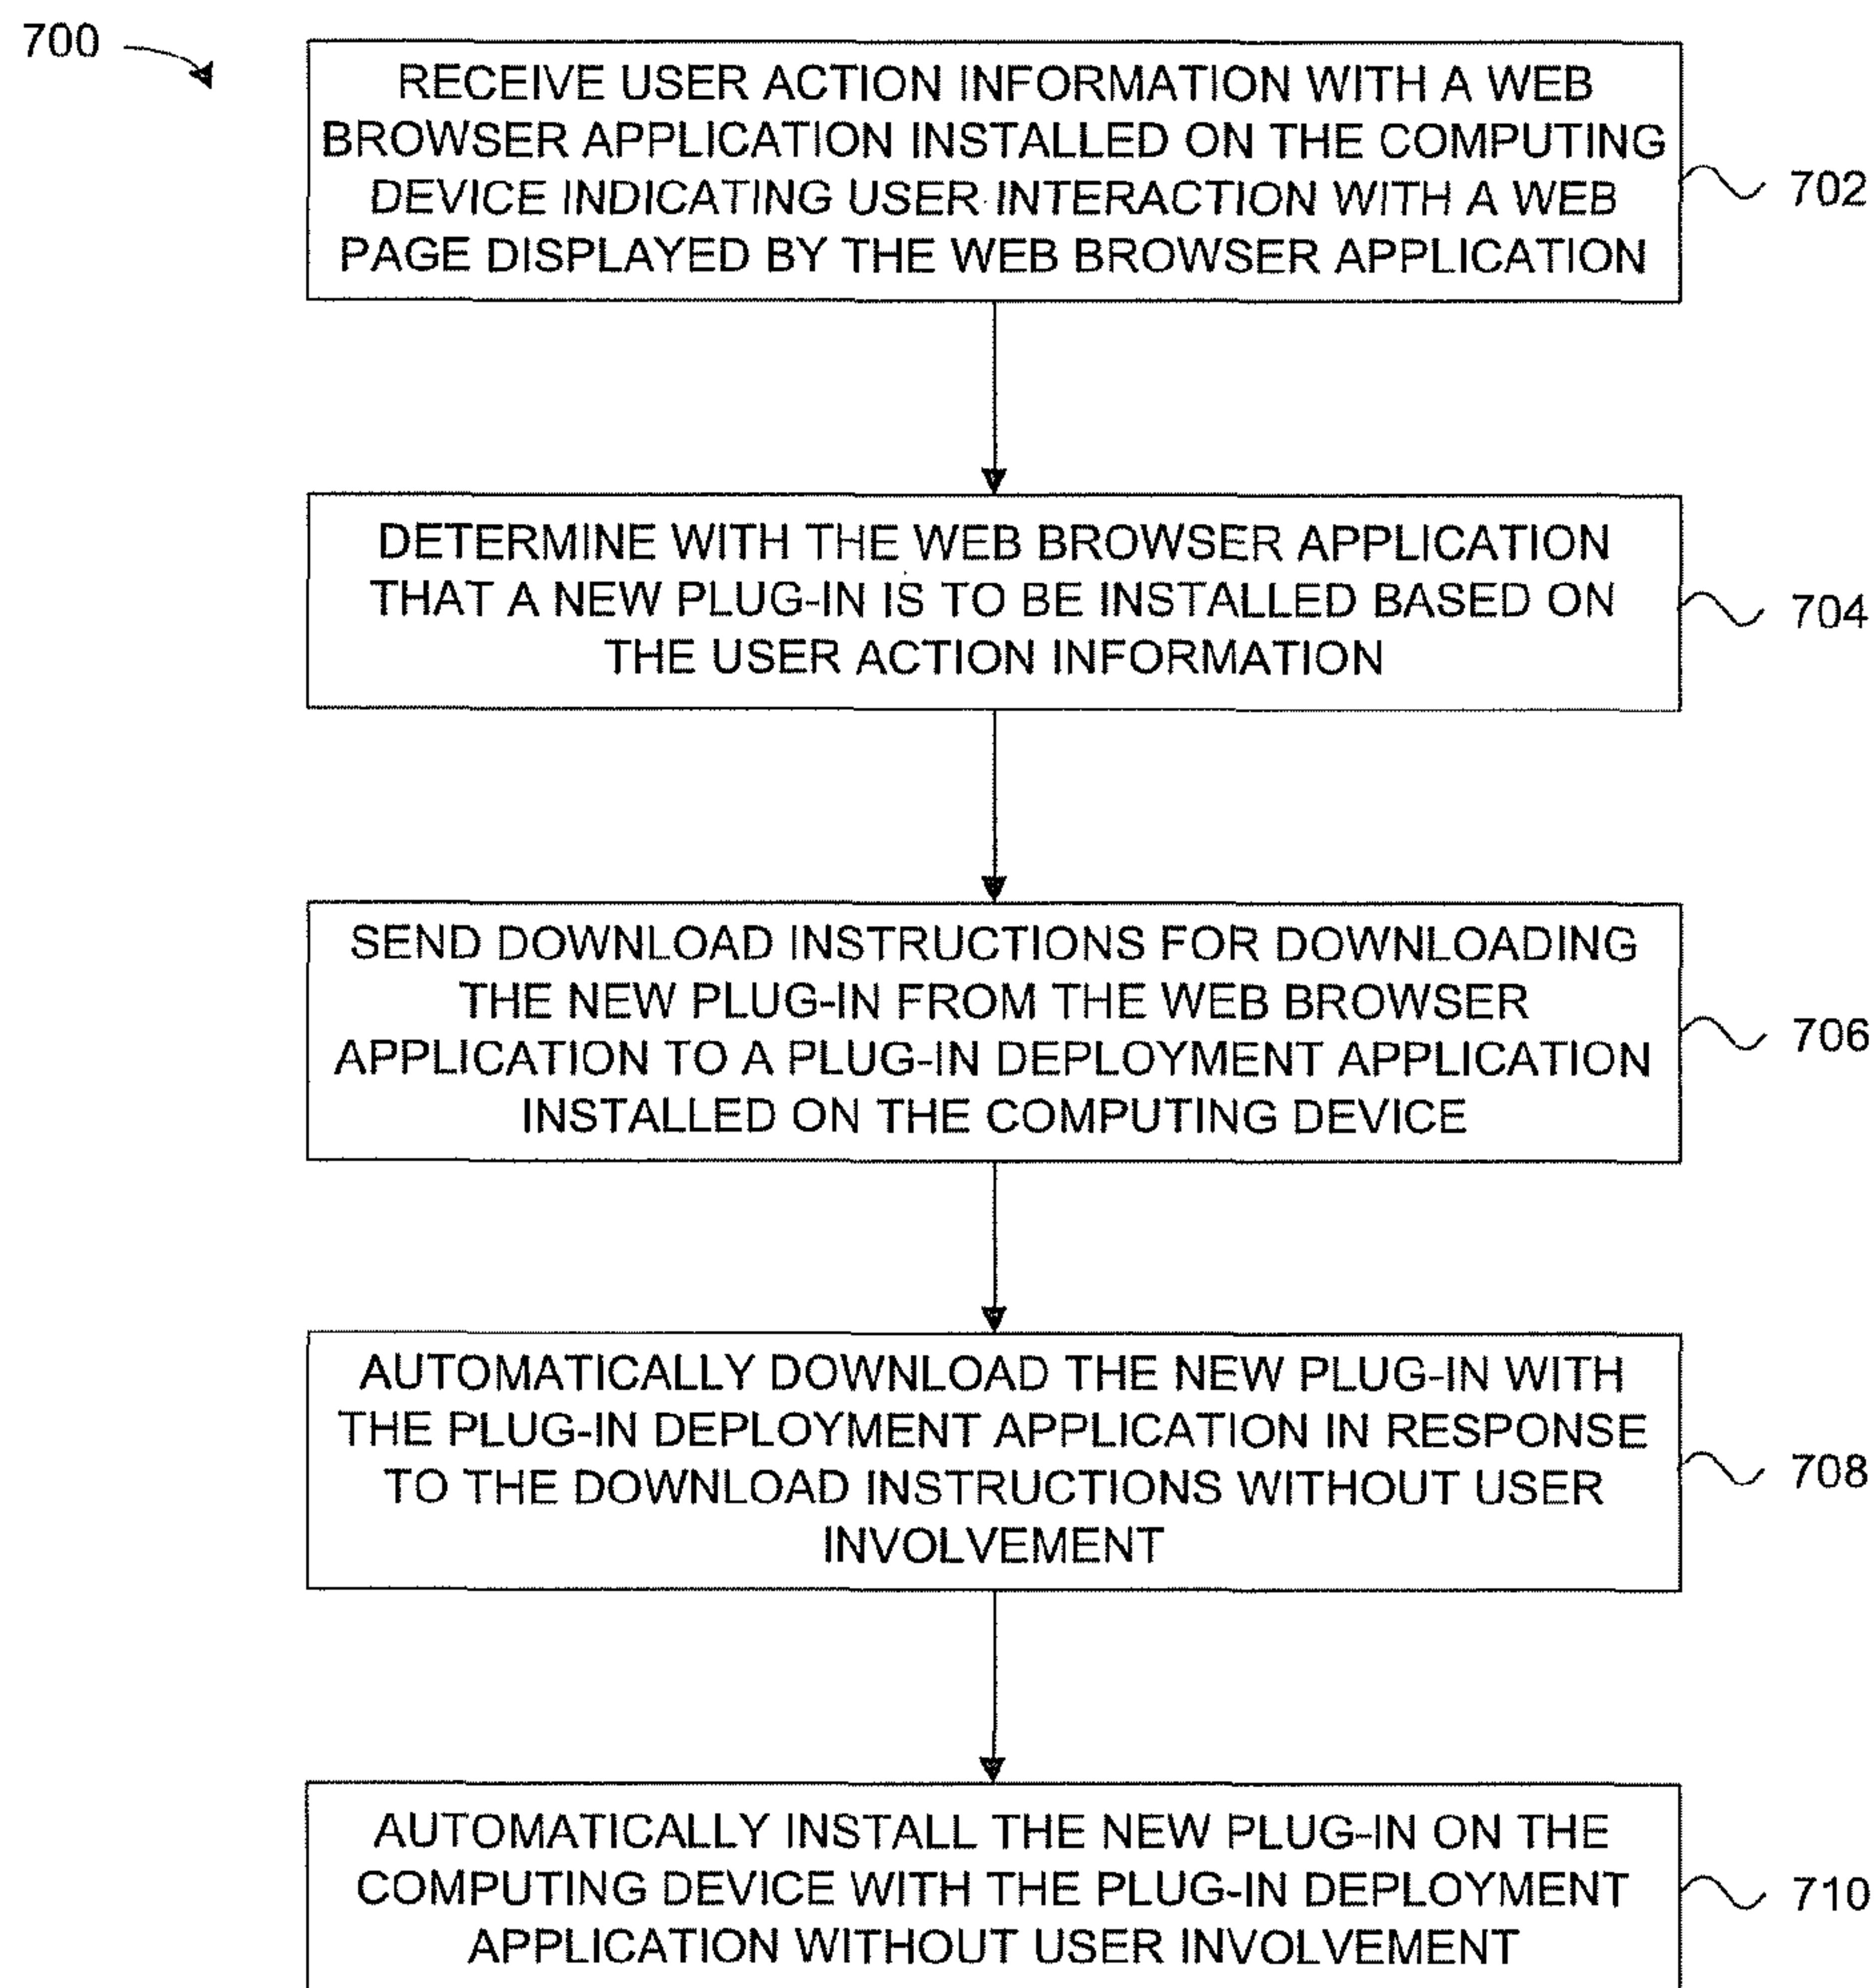 700
RECEIVE USER ACTION INFORMATION WITH A WEB
BROWSER APPLICATION INSTALLED ON THE COMPUTING
DEVICE INDICATING USER INTERACTION WITH A WEB
PAGE DISPLAYED BY THE WEB BROWSER APPLICATION
702
DETERMINE WITH THE WEB BROWSER APPLICATION
THAT A NEW PLUG-IN IS TO BE INSTALLED BASED ON
THE USER ACTION INFORMATION
704
SEND DOWNLOAD INSTRUCTIONS FOR DOWNLOADING
THE NEW PLUG-IN FROM THE WEB BROWSER
APPLICATION TO A PLUG-IN DEPLOYMENT APPLICATION
INSTALLED ON THE COMPUTING DEVICE
706
AUTOMATICALLY DOWNLOAD THE NEW PLUG-IN WITH
THE PLUG-IN DEPLOYMENT APPLICATION IN RESPONSE
TO THE DOWNLOAD INSTRUCTIONS WITHOUT USER
INVOLVEMENT
708
AUTOMATICALLY INSTALL THE NEW PLUG-IN ON THE
COMPUTING DEVICE WITH THE PLUG-IN DEPLOYMENT
APPLICATION WITHOUT USER INVOLVEMENT
710